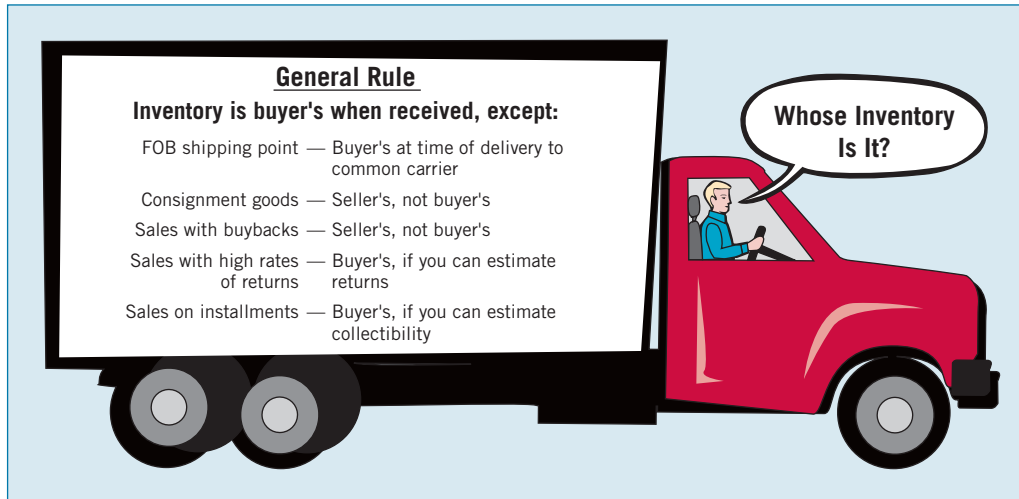 General Rule
Inventory is buyer's when received, except:
FOB shipping point — Buyer's at time of delivery to
common carrier
Consignment goods — Seller's, not buyer's
Sales with buybacks — Seller's, not buyer's
Sales with high rates — Buyer's, if you can estimate
of returns returns
Sales on installments — Buyer's, if you can estimate
collectibility
Whose Inventory
Is It?